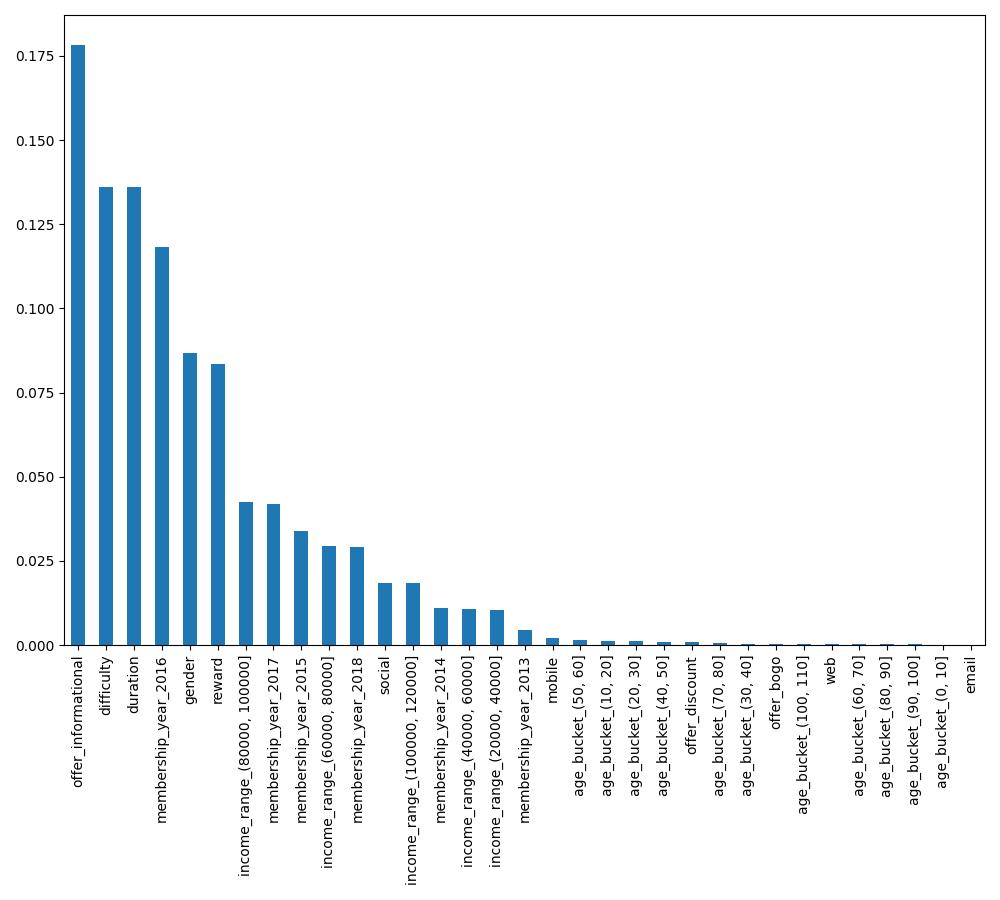 0.175
0.150
0.125
0.100
0.075
0.050
0.025
0.000
offer_informational
difficulty
duration
membership_year_2016
gender
reward
income_range_(80000, 100000]
membership_year_2017
membership_year_2015
income_range_(60000, 80000]
membership_year_2018
social
income_range_(100000, 120000]
membership_year_2014
income_range_(40000, 60000]
income_range_(20000, 40000]
membership_year_2013
mobile
age_bucket_(50, 60]
age_bucket_(10, 20]
age_bucket_(20, 30]
age_bucket_(40, 50]
offer_discount
age_bucket_(70, 80]
age_bucket_(30, 40]
offer_bogo
age_bucket_(100, 110]
web
age_bucket_(60, 70]
age_bucket_(80, 90]
age_bucket_(90, 100]
age_bucket_(0, 10]
email